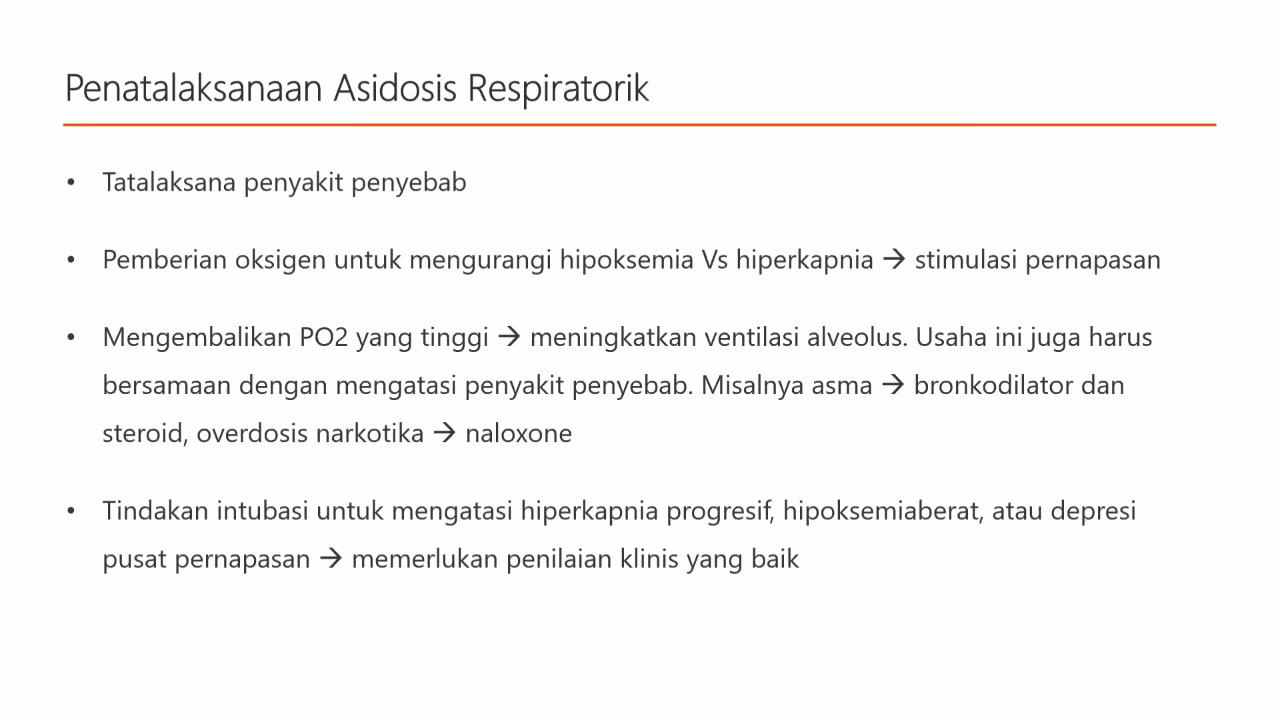 Penatalaksanaan Asidosis Respiratorik
• Tatalaksana penyakit penyebab
• Pemberian oksigen untuk mengurangi hipoksemia Vs hiperkapnia → stimulasi pernapasan
• Mengembalikan PO2 yang tinggi → meningkatkan ventilasi alveolus. Usaha ini juga harus
bersamaan dengan mengatasi penyakit penyebab. Misalnya asma → bronkodilator dan
steroid, overdosis narkotika → naloxone
• Tindakan intubasi untuk mengatasi hiperkapnia progresif, hipoksemiaberat, atau depresi
pusat pernapasan → memerlukan penilaian klinis yang baik